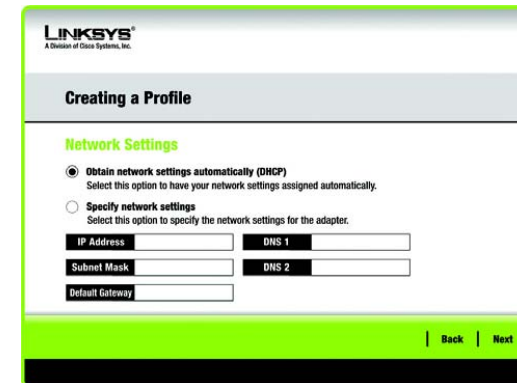 LINKSYS®
A Division of Cisco Systems, Inc.
Creating a Profile
Network Settings
Obtain network settings automatically (DHCP)
Select this option to have your network settings assigned automatically.
Specify network settings
Select this option to specify the network settings for the adapter.
IP Address DNS 1
Subnet Mask DNS 2
Default Gateway
Back Next